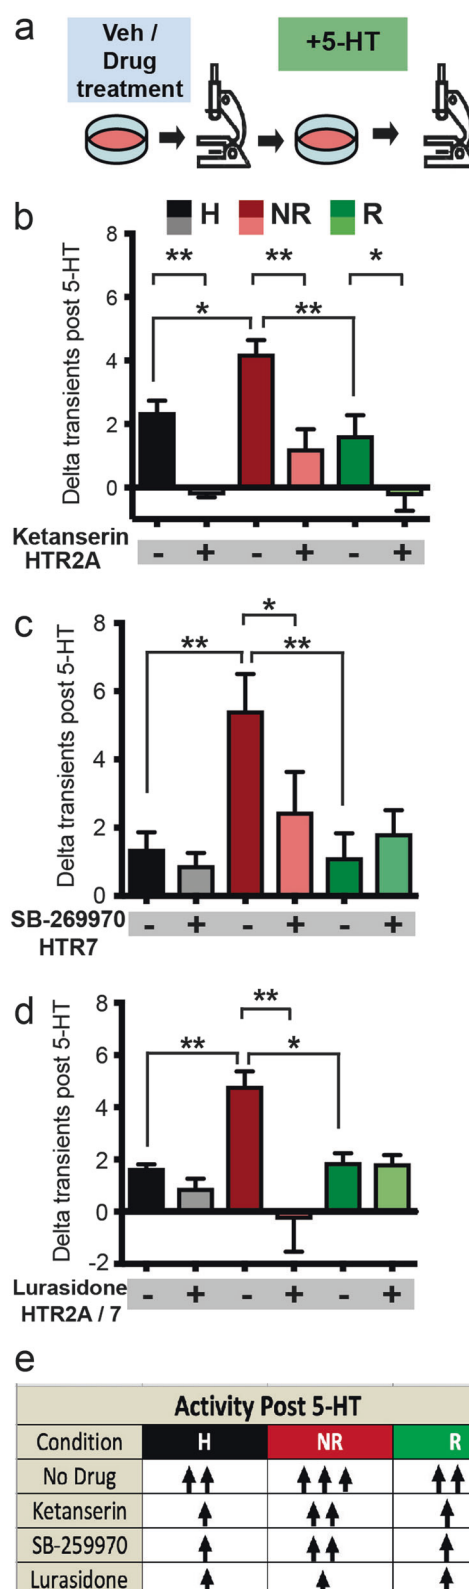 a
Veh /
Drug
treatment
+5-HT
b
H NR R
Delta transients post 5-HT
8
6
4
2
0
** ** *
* **
Ketanserin
HTR2A
- + - + - +
c
Delta transients post 5-HT
8
6
4
2
0
*
** **
SB-269970
HTR7
- + - + - +
d
Delta transients post 5-HT
8
6
4
2
0
-2
**
** *
Lurasidone
HTR2A / 7
- + - + - +
e
Activity Post 5-HT
Condition H NR R
No Drug
Ketanserin
SB-259970
Lurasidone